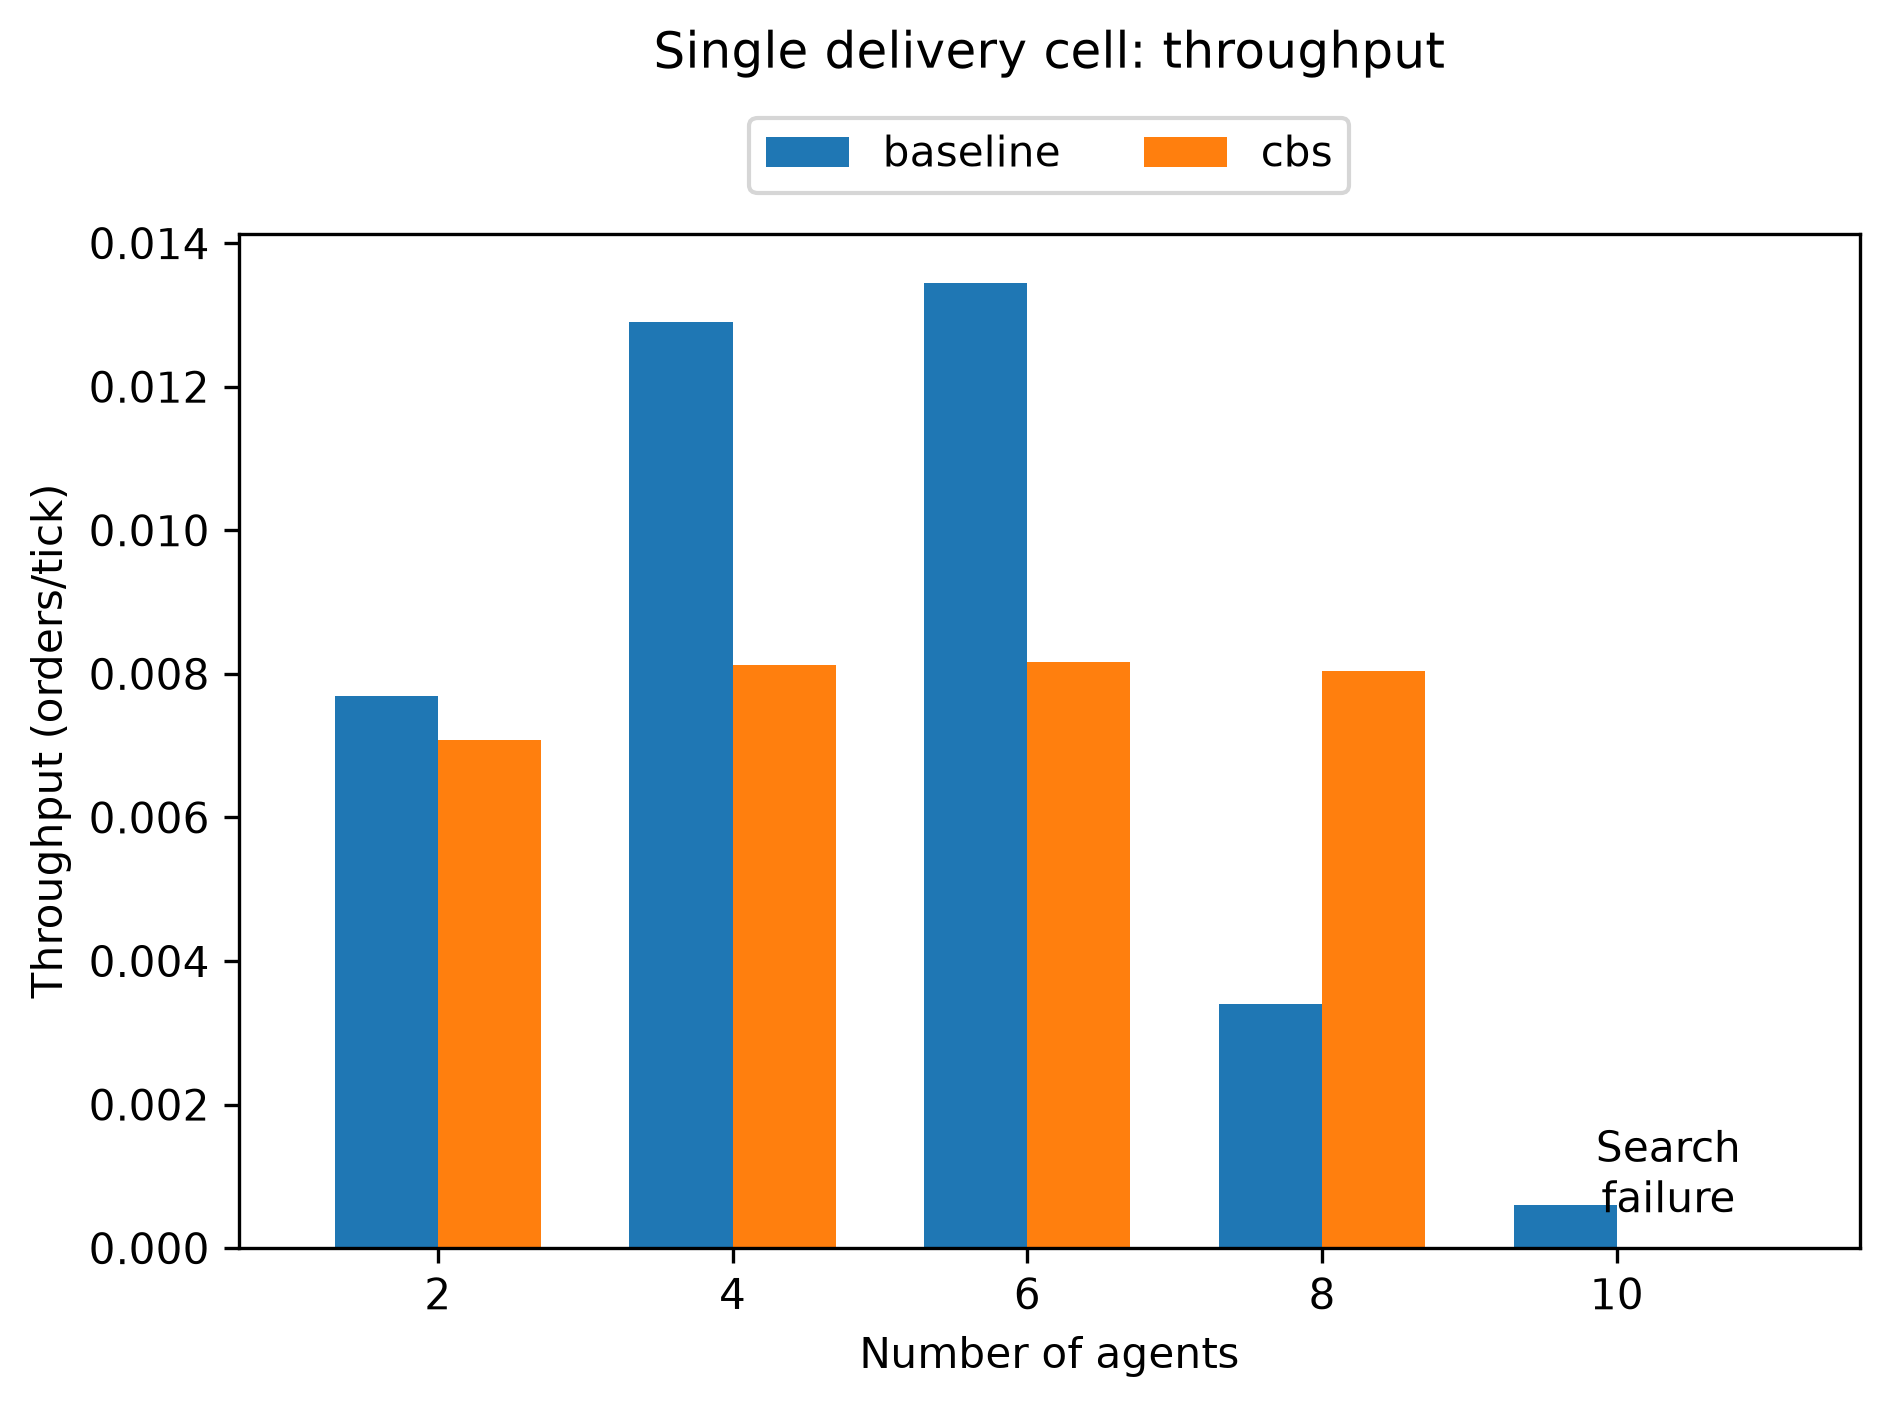 Single delivery cell: throughput
baseline cbs
Throughput (orders/tick)
0.014
0.012
0.010
0.008
0.006
0.004
0.002
0.000
Search
failure
2 4 6 8 10
Number of agents